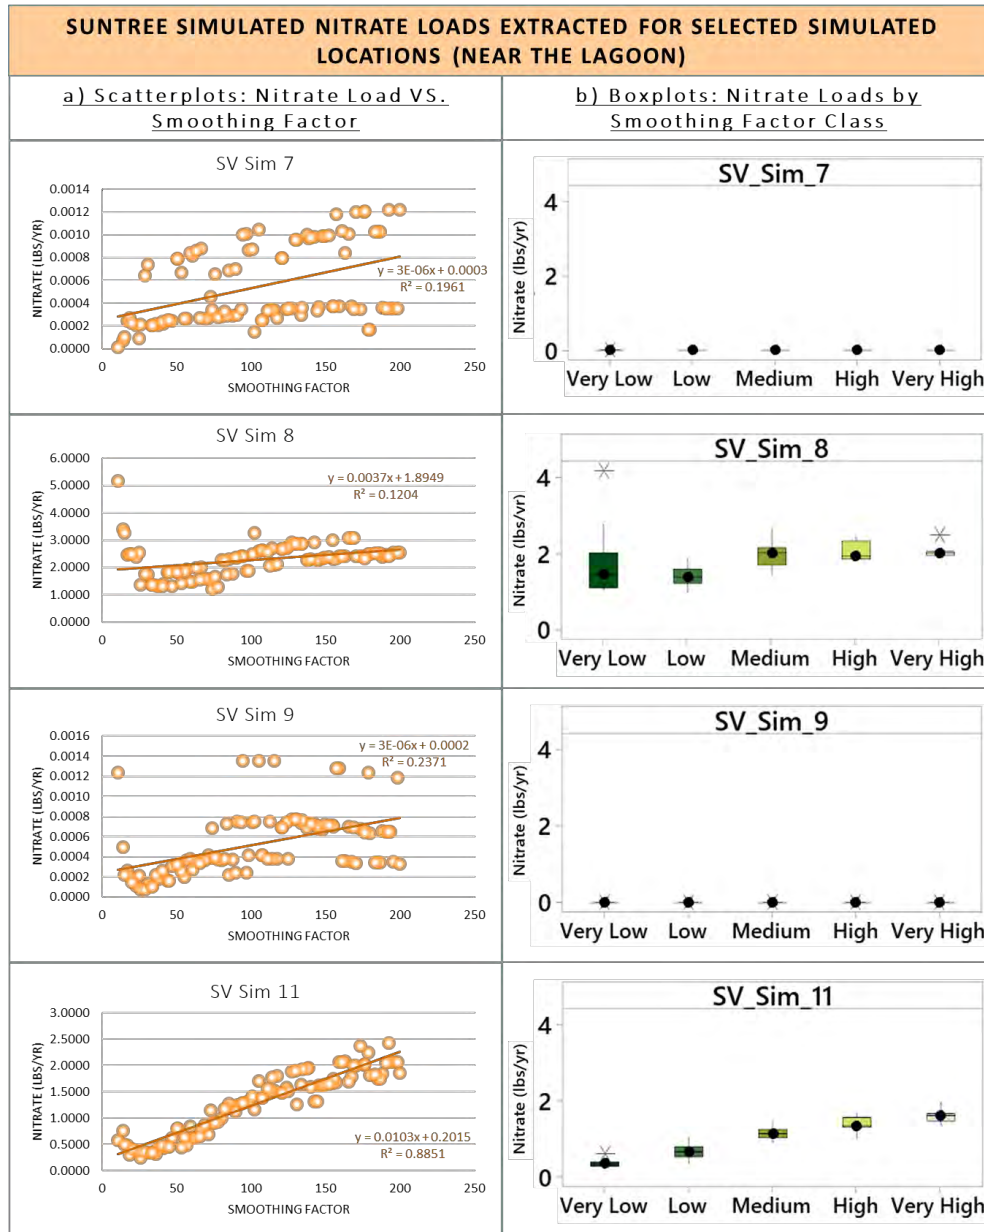 SUNTREE SIMULATED NITRATE LOADS EXTRACTED FOR SELECTED SIMULATED
LOCATIONS (NEAR THE LAGOON)
a) Scatterplots: Nitrate Load VS.
Smoothing Factor
b) Boxplots: Nitrate Loads by
Smoothing Factor Class
SV Sim 7
NITRATE (LBS/YR)
0.0014
0.0012
0.0010
0.0008
0.0006
0.0004
0.0002
0.0000
y = 3E-06x + 0.0003
R² = 0.1961
0 50 100 150 200 250
SMOOTHING FACTOR
SV_Sim_7
Nitrate (lbs/yr)
4
2
0
Very Low Low Medium High Very High
SV Sim 8
NITRATE (LBS/YR)
6.0000
5.0000
4.0000
3.0000
2.0000
1.0000
0.0000
y = 0.0037x + 1.8949
R² = 0.1204
0 50 100 150 200 250
SMOOTHING FACTOR
SV_Sim_8
Nitrate (lbs/yr)
4
2
0
Very Low Low Medium High Very High
SV Sim 9
NITRATE (LBS/YR)
0.0016
0.0014
0.0012
0.0010
0.0008
0.0006
0.0004
0.0002
0.0000
y = 3E-06x + 0.0002
R² = 0.2371
0 50 100 150 200 250
SMOOTHING FACTOR
SV_Sim_9
Nitrate (lbs/yr)
4
2
0
Very Low Low Medium High Very High
SV Sim 11
NITRATE (LBS/YR)
3.0000
2.5000
2.0000
1.5000
1.0000
0.5000
0.0000
y = 0.0103x + 0.2015
R² = 0.8851
0 50 100 150 200 250
SMOOTHING FACTOR
SV_Sim_11
Nitrate (lbs/yr)
4
2
0
Very Low Low Medium High Very High